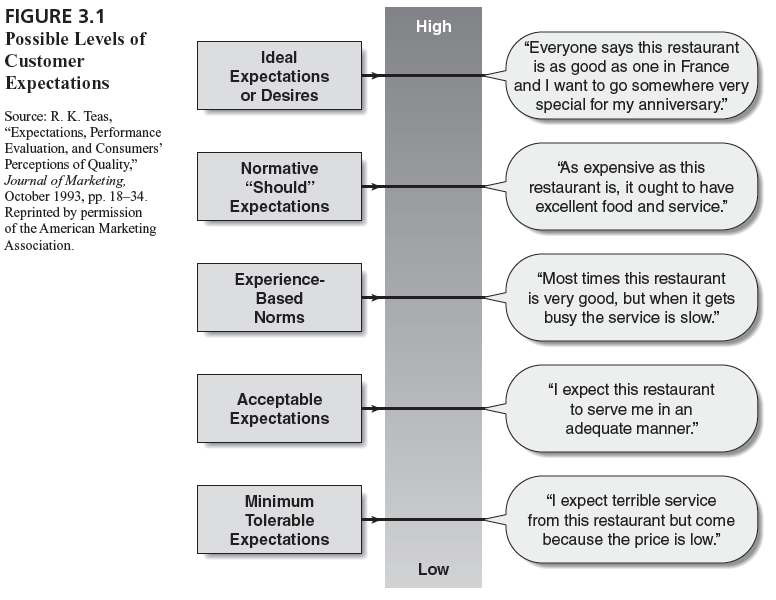 FIGURE 3.1
Possible Levels of
Customer
Expectations
Source: R. K. Teas,
“Expectations, Performance
Evaluation, and Consumers’
Perceptions of Quality,”
Journal of Marketing,
October 1993, pp. 18–34.
Reprinted by permission
of the American Marketing
Association.
High
Ideal
Expectations
or Desires
“Everyone says this restaurant
is as good as one in France
and I want to go somewhere very
special for my anniversary.”
Normative
“Should”
Expectations
“As expensive as this
restaurant is, it ought to have
excellent food and service.”
Experience-
Based
Norms
“Most times this restaurant
is very good, but when it gets
busy the service is slow.”
Acceptable
Expectations
“I expect this restaurant
to serve me in an
adequate manner.”
Minimum
Tolerable
Expectations
“I expect terrible service
from this restaurant but come
because the price is low.”
Low